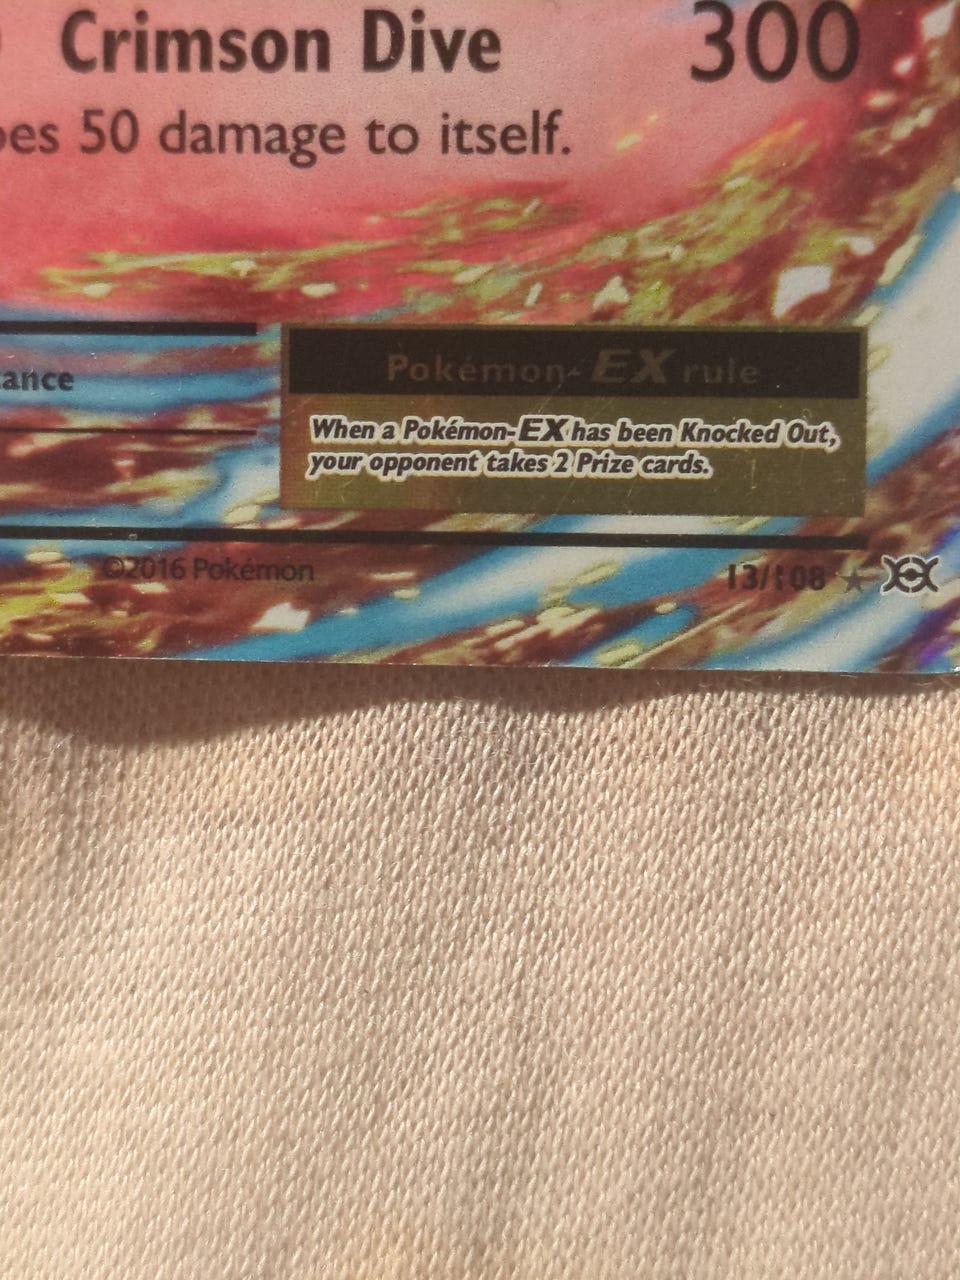 Crimson Dive 300
oes 50 damage to itself.
Pokémon-EX rule
ance
When a Pokémon-EX has been Knocked Out,
your opponent takes 2 Prize cards.
©2016 Pokémon 13/108